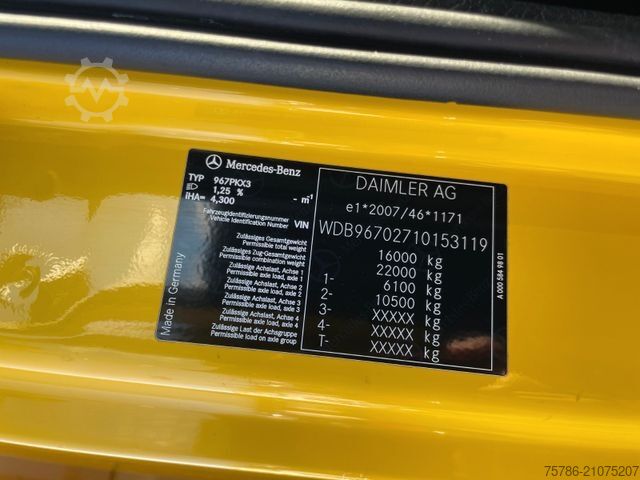 Mercedes-Benz
TYP 967PKX3
1,25 %
iHA= 4,300 - m-1
Fahrzeugidentifizierungsnummer
Vehicle Identification Number VIN
Zulässiges Gesamtgewicht
Permissible total weight
Zulässiges Zug-Gesamtgewicht
Permissible combination weight
Zulässige Achslast, Achse 1
Permissible axle load, axle 1
Zulässige Achslast, Achse 2
Permissible axle load, axle 2
Zulässige Achslast, Achse 3
Permissible axle load, axle 3
Zulässige Achslast, Achse 4
Permissible axle load, axle 4
Zulässige Last der Achsgruppe
Permissible load on axle group
DAIMLER AG
e1*2007/46*1171
WDB96702710153119
16000 kg
22000 kg
1- 6100 kg
2- 10500 kg
3- XXXXX kg
4- XXXXX kg
T- XXXXX kg
Made in Germany
A 000 584 98 01
75786-21075207